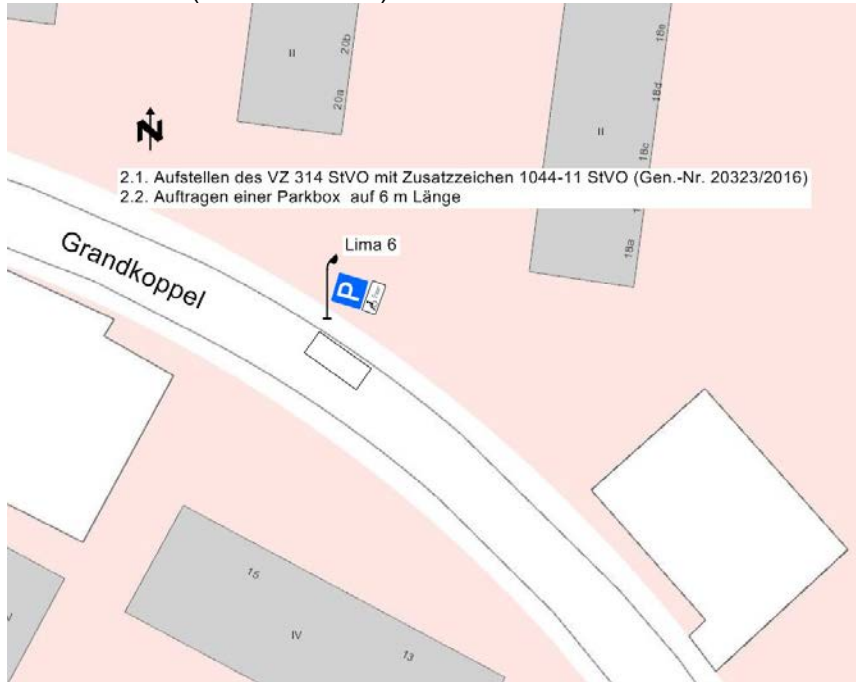 20b
20a
II
18e
18d
18c
18a
II
2.1. Aufstellen des VZ 314 StVO mit Zusatzzeichen 1044-11 StVO (Gen.-Nr. 20323/2016)
2.2. Auftragen einer Parkbox auf 6 m Länge
Grandkoppel
Lima 6
P
15
IV
13